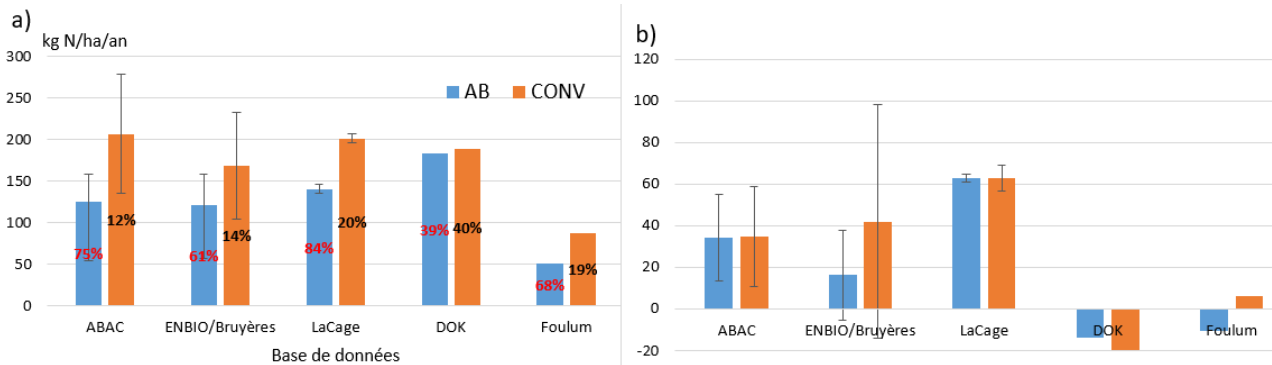 a)
kg N/ha/an
300
250
200
150
100
50
0
AB CONV
75% 12% 61% 14% 84% 20% 39% 40% 68% 19%
ABAC ENBIO/Bruyères LaCage DOK Foulum
Base de données
b)
120
100
80
60
40
20
0
-20
ABAC ENBIO/Bruyères LaCage DOK Foulum